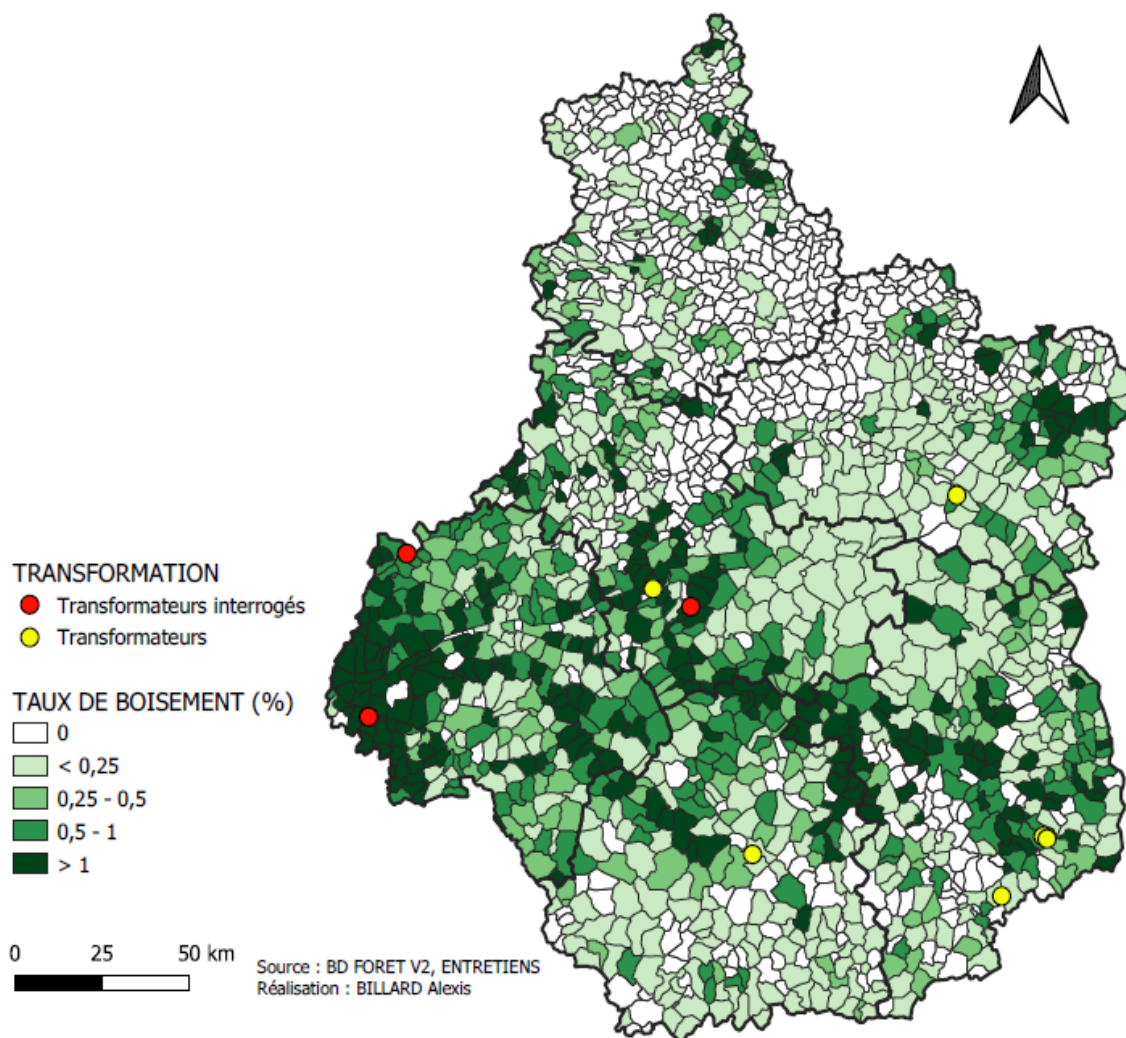 TRANSFORMATION
Transformateurs interrogés
Transformateurs
TAUX DE BOISEMENT (%)
0
< 0,25
0,25 - 0,5
0,5 - 1
> 1
0 25 50 km
Source : BD FORET V2, ENTRETIENS
Réalisation : BILLARD Alexis